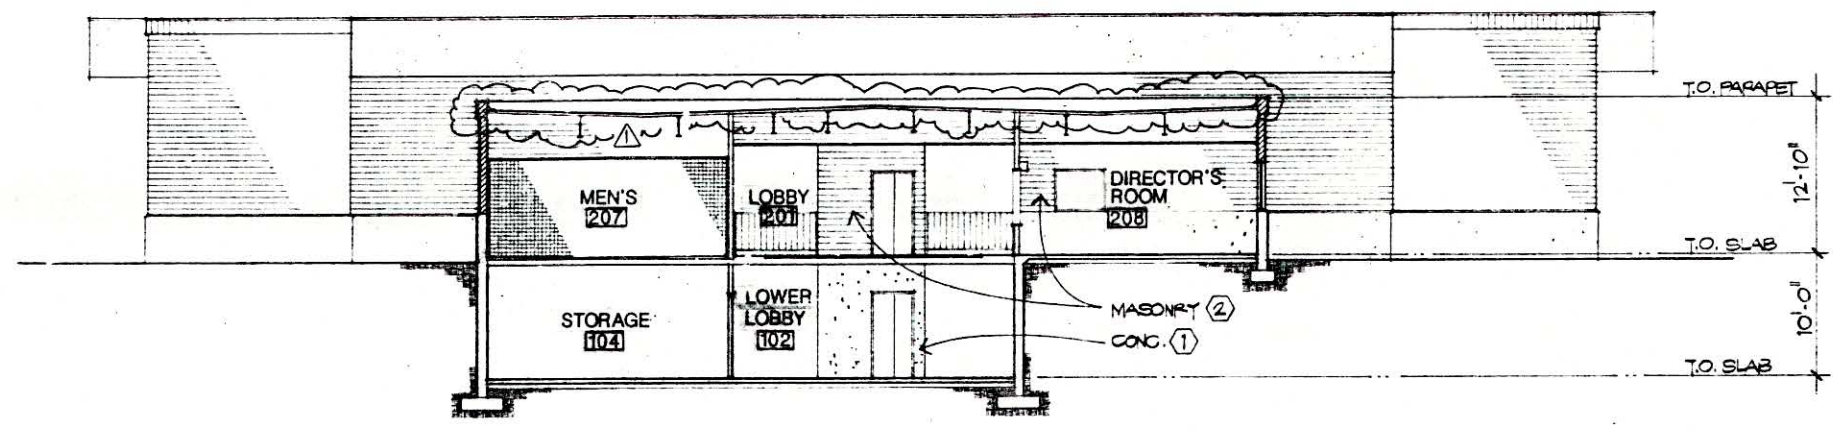 T.O. PARAPET
1
MEN'S
207
LOBBY
201
DIRECTOR'S
ROOM
208
12'-10"
T.O. SLAB
STORAGE
104
LOWER
LOBBY
102
MASONRY 2
CONC. 1
10'-0"
T.O. SLAB